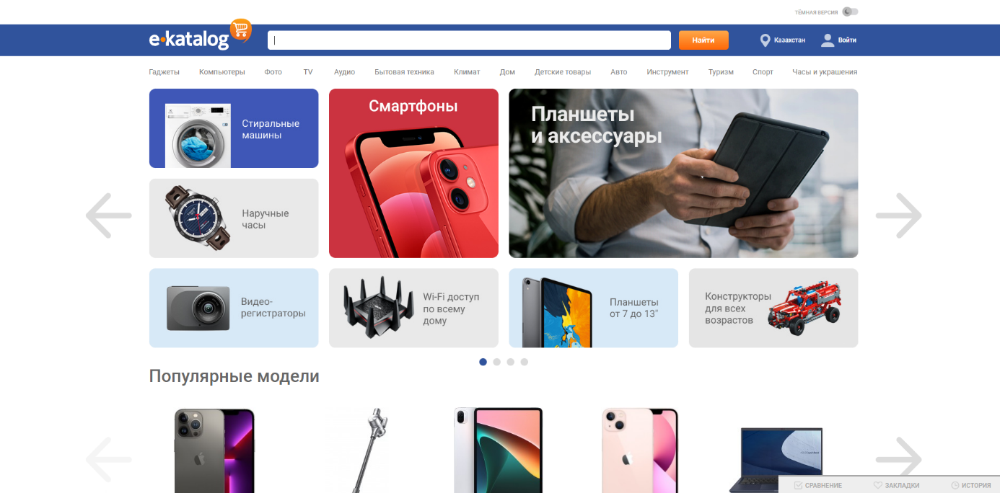 ТЁМНАЯ ВЕРСИЯ
e-katalog
Найти
Казахстан
Войти
Гаджеты Компьютеры Фото TV Аудио Бытовая техника Климат Дом Детские товары Авто Инструмент Туризм Спорт Часы и украшения
Стиральные
машины
Смартфоны
Планшеты
и аксессуары
Наручные
часы
Видео-
регистраторы
Wi-Fi доступ
по всему
дому
Планшеты
от 7 до 13"
Конструкторы
для всех
возрастов
Популярные модели
СРАВНЕНИЕ ЗАКЛАДКИ ИСТОРИЯ